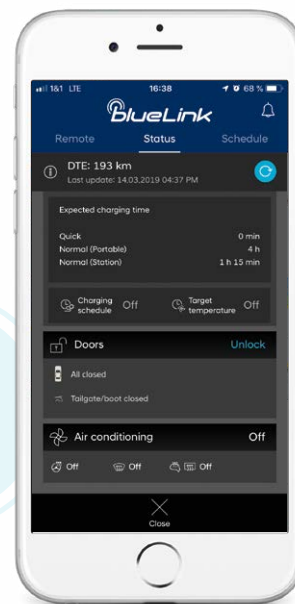 1&1 LTE 16:38 68 %
blueLink
Remote Status Schedule
DTE: 193 km
Last update: 14.03.2019 04:37 PM
Expected charging time
Quick 0 min
Normal (Portable) 4 h
Normal (Station) 1 h 15 min
Charging schedule Off Target temperature Off
Doors Unlock
All closed
Tailgate/boot closed
Air conditioning Off
Off Off Off
Close